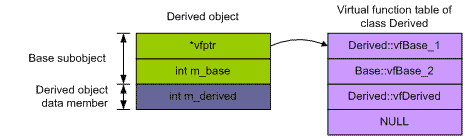 Derived object
Virtual function table of
class Derived
Base subobject
*vfptr
int m_base
Derived object
data member
int m_derived
Derived::vfBase_1
Base::vfBase_2
Derived::vfDerived
NULL